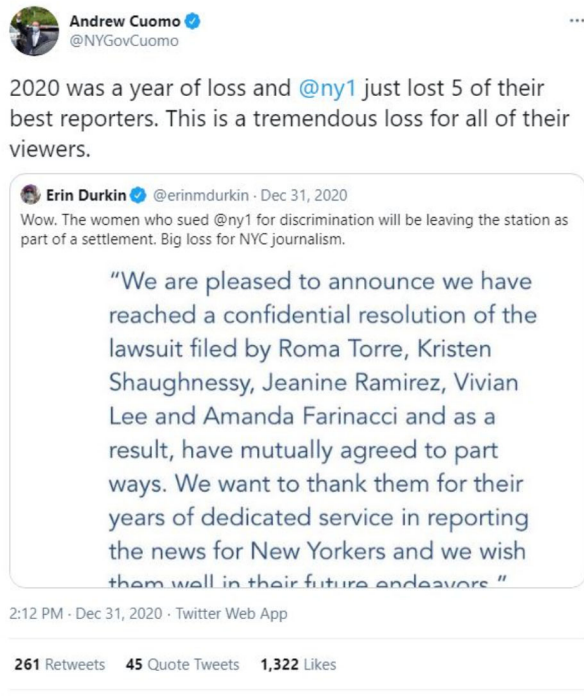 Andrew Cuomo
@NYGovCuomo
2020 was a year of loss and @ny1 just lost 5 of their
best reporters. This is a tremendous loss for all of their
viewers.
Erin Durkin @erinmdurkin · Dec 31, 2020
Wow. The women who sued @ny1 for discrimination will be leaving the station as
part of a settlement. Big loss for NYC journalism.
“We are pleased to announce we have
reached a confidential resolution of the
lawsuit filed by Roma Torre, Kristen
Shaughnessy, Jeanine Ramirez, Vivian
Lee and Amanda Farinacci and as a
result, have mutually agreed to part
ways. We want to thank them for their
years of dedicated service in reporting
the news for New Yorkers and we wish
them well in their future endeavors.”
2:12 PM · Dec 31, 2020 · Twitter Web App
261 Retweets 45 Quote Tweets 1,322 Likes